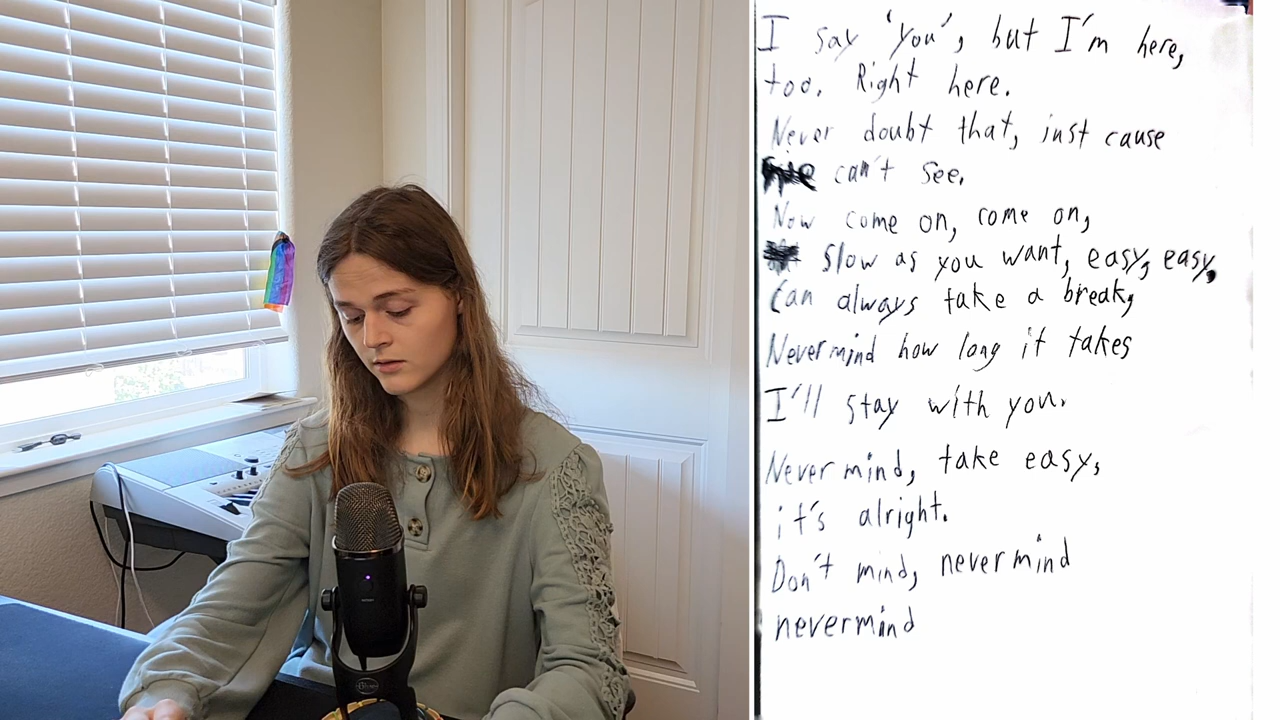 I say 'you', but I'm here,
too. Right here.
Never doubt that, just cause
can't see.
Now come on, come on,
slow as you want, easy, easy,
Can always take a break,
Nevermind how long it takes
I'll stay with you.
Nevermind, take easy,
it's alright.
Don't mind, nevermind
nevermind